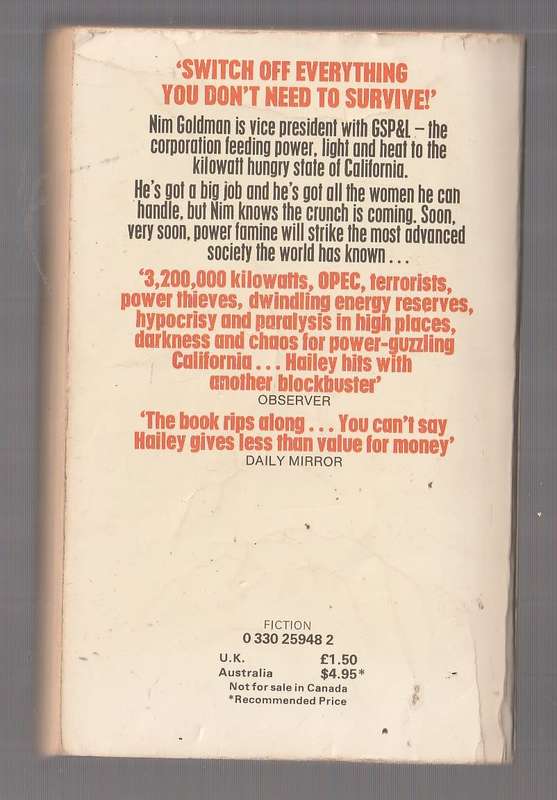 ‘SWITCH OFF EVERYTHING
YOU DON'T NEED TO SURVIVE!’
Nim Goldman is vice president with GSP&L – the
corporation feeding power, light and heat to the
kilowatt hungry state of California.
He's got a big job and he's got all the women he can
handle, but Nim knows the crunch is coming. Soon,
very soon, power famine will strike the most advanced
society the world has known . . .
‘3,200,000 kilowatts, OPEC, terrorists,
power thieves, dwindling energy reserves,
hypocrisy and paralysis in high places,
darkness and chaos for power-guzzling
California . . . Hailey hits with
another blockbuster’
OBSERVER
‘The book rips along . . . You can't say
Hailey gives less than value for money’
DAILY MIRROR
FICTION
0 330 25948 2
U.K. £1.50
Australia $4.95*
Not for sale in Canada
*Recommended Price